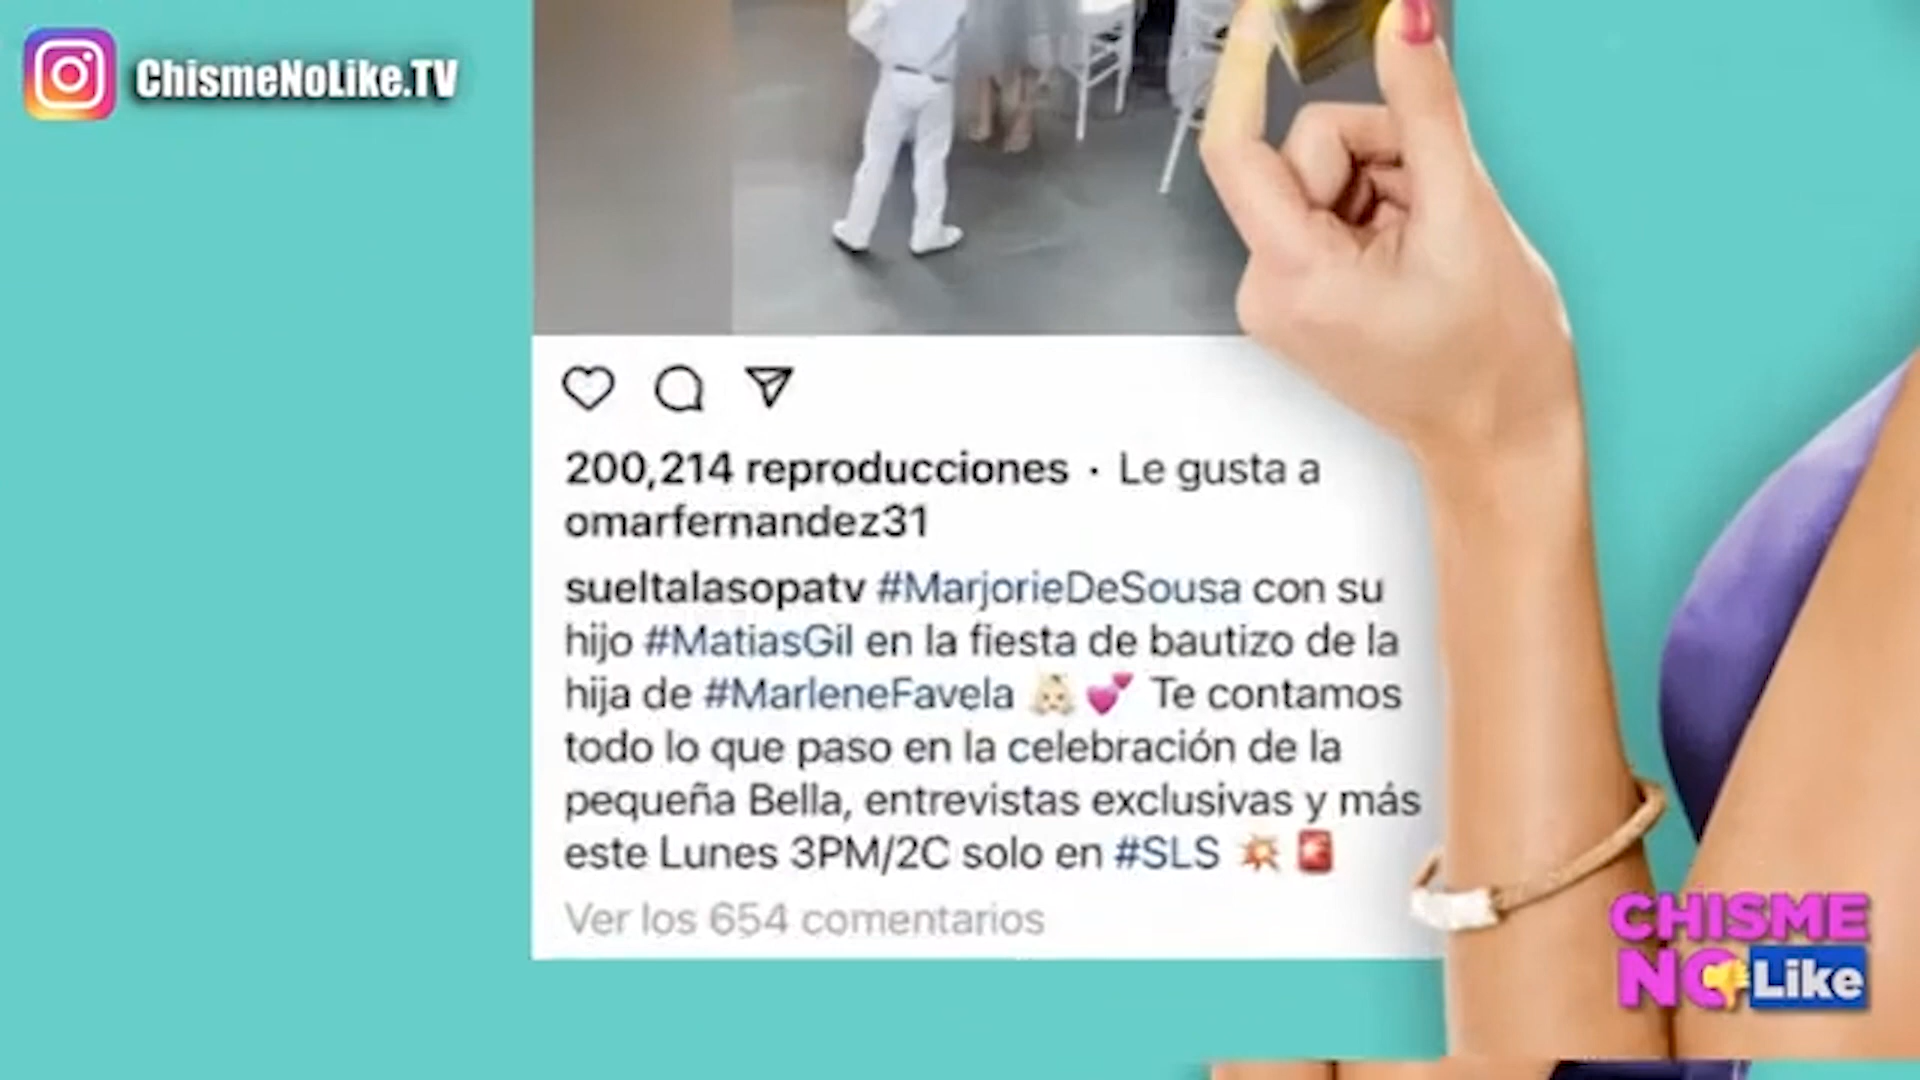 ChismeNoLike.TV
200,214 reproducciones · Le gusta a
omarfernandez31
sueltalasopatv #MarjorieDeSousa con su
hijo #MatiasGil en la fiesta de bautizo de la
hija de #MarleneFavela 👶🏻 💕 Te contamos
todo lo que paso en la celebración de la
pequeña Bella, entrevistas exclusivas y más
este Lunes 3PM/2C solo en #SLS 💥 🚨
Ver los 654 comentarios
CHISME
NO Like